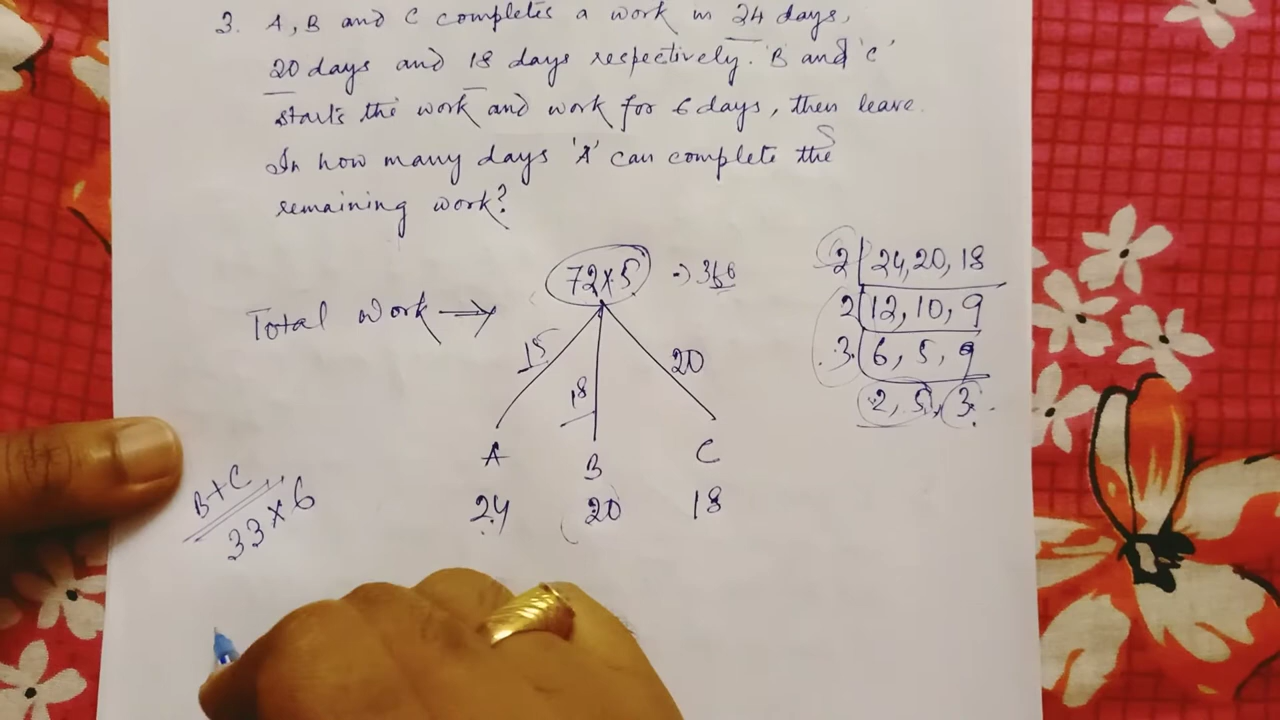 3. A, B and C completes a work in 24 days,
20 days and 18 days respectively. 'B' and 'C'
starts the work and work for 6 days, then leave.
In how many days 'A' can complete the
remaining work?
Total Work → 72×5 ⇒ 360
15 18 20
A B C
24 20 18
B+C
33×6
2 24, 20, 18
2 12, 10, 9
3 6, 5, 9
2, 5, 3